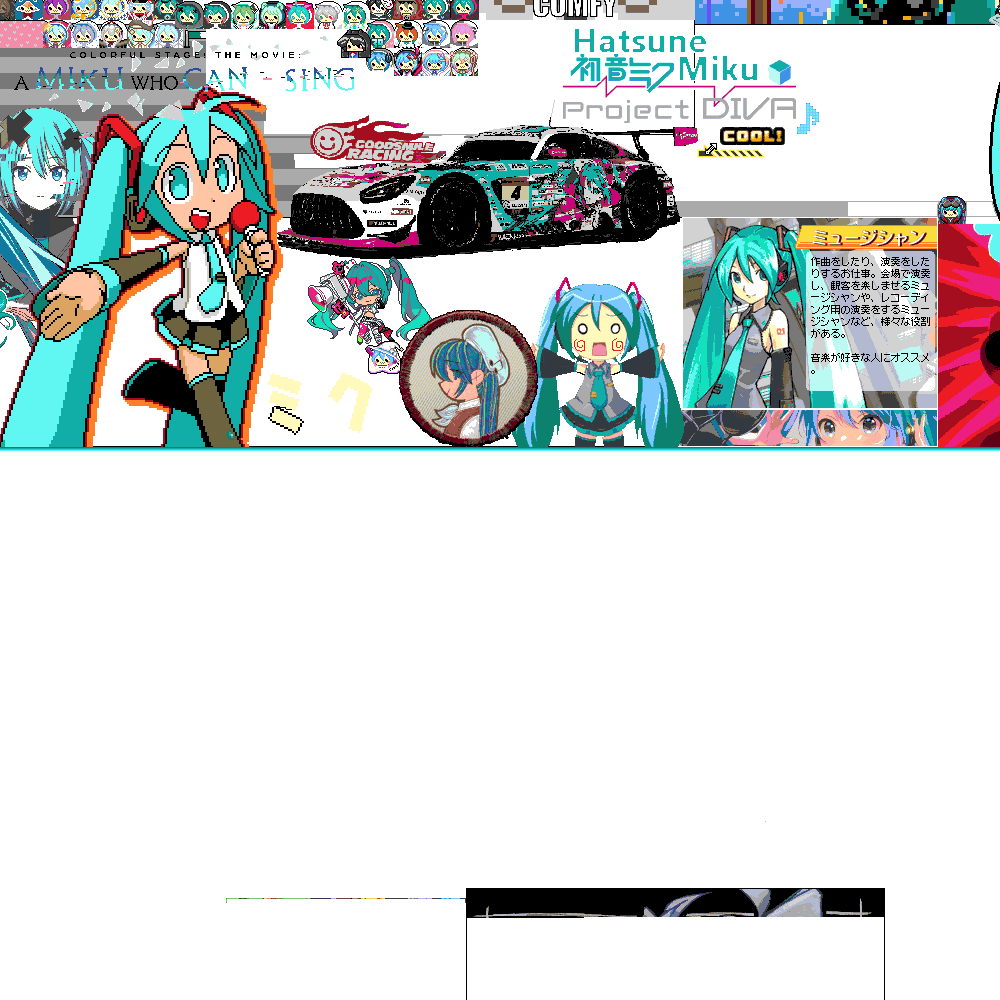 COMFY
Hatsune
初音ミク Miku
Project DIVA
COOL!
COLORFUL STAGE! THE MOVIE:
A MIKU WHO CAN - SING
GOODSMILE
RACING
4
ミュージシャン
作曲をしたり、演奏をした
りするお仕事。会場で演奏
し、観客を楽しませるミュ
ージシャンや、レコーディ
ング用の演奏をするミュー
ジシャンなど、様々な役割
がある。
音楽が好きな人にオススメ
。
ミク